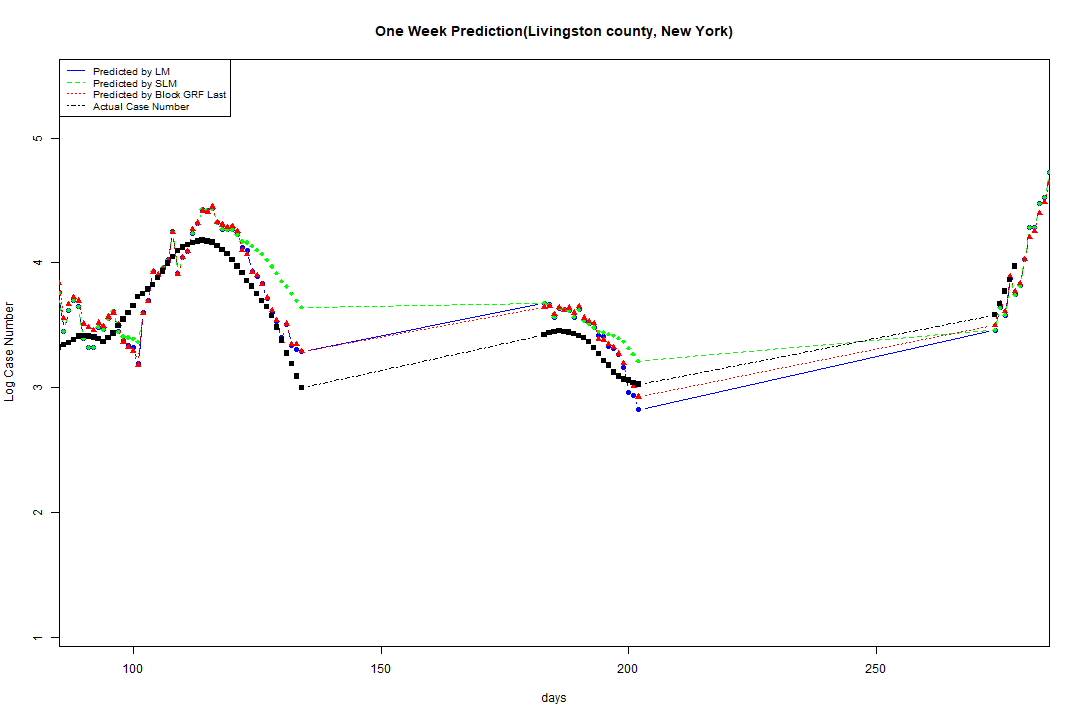 One Week Prediction(Livingston county, New York)
Predicted by LM
Predicted by SLM
Predicted by Block GRF Last
Actual Case Number
5
4
3
2
1
Log Case Number
100 150 200 250
days